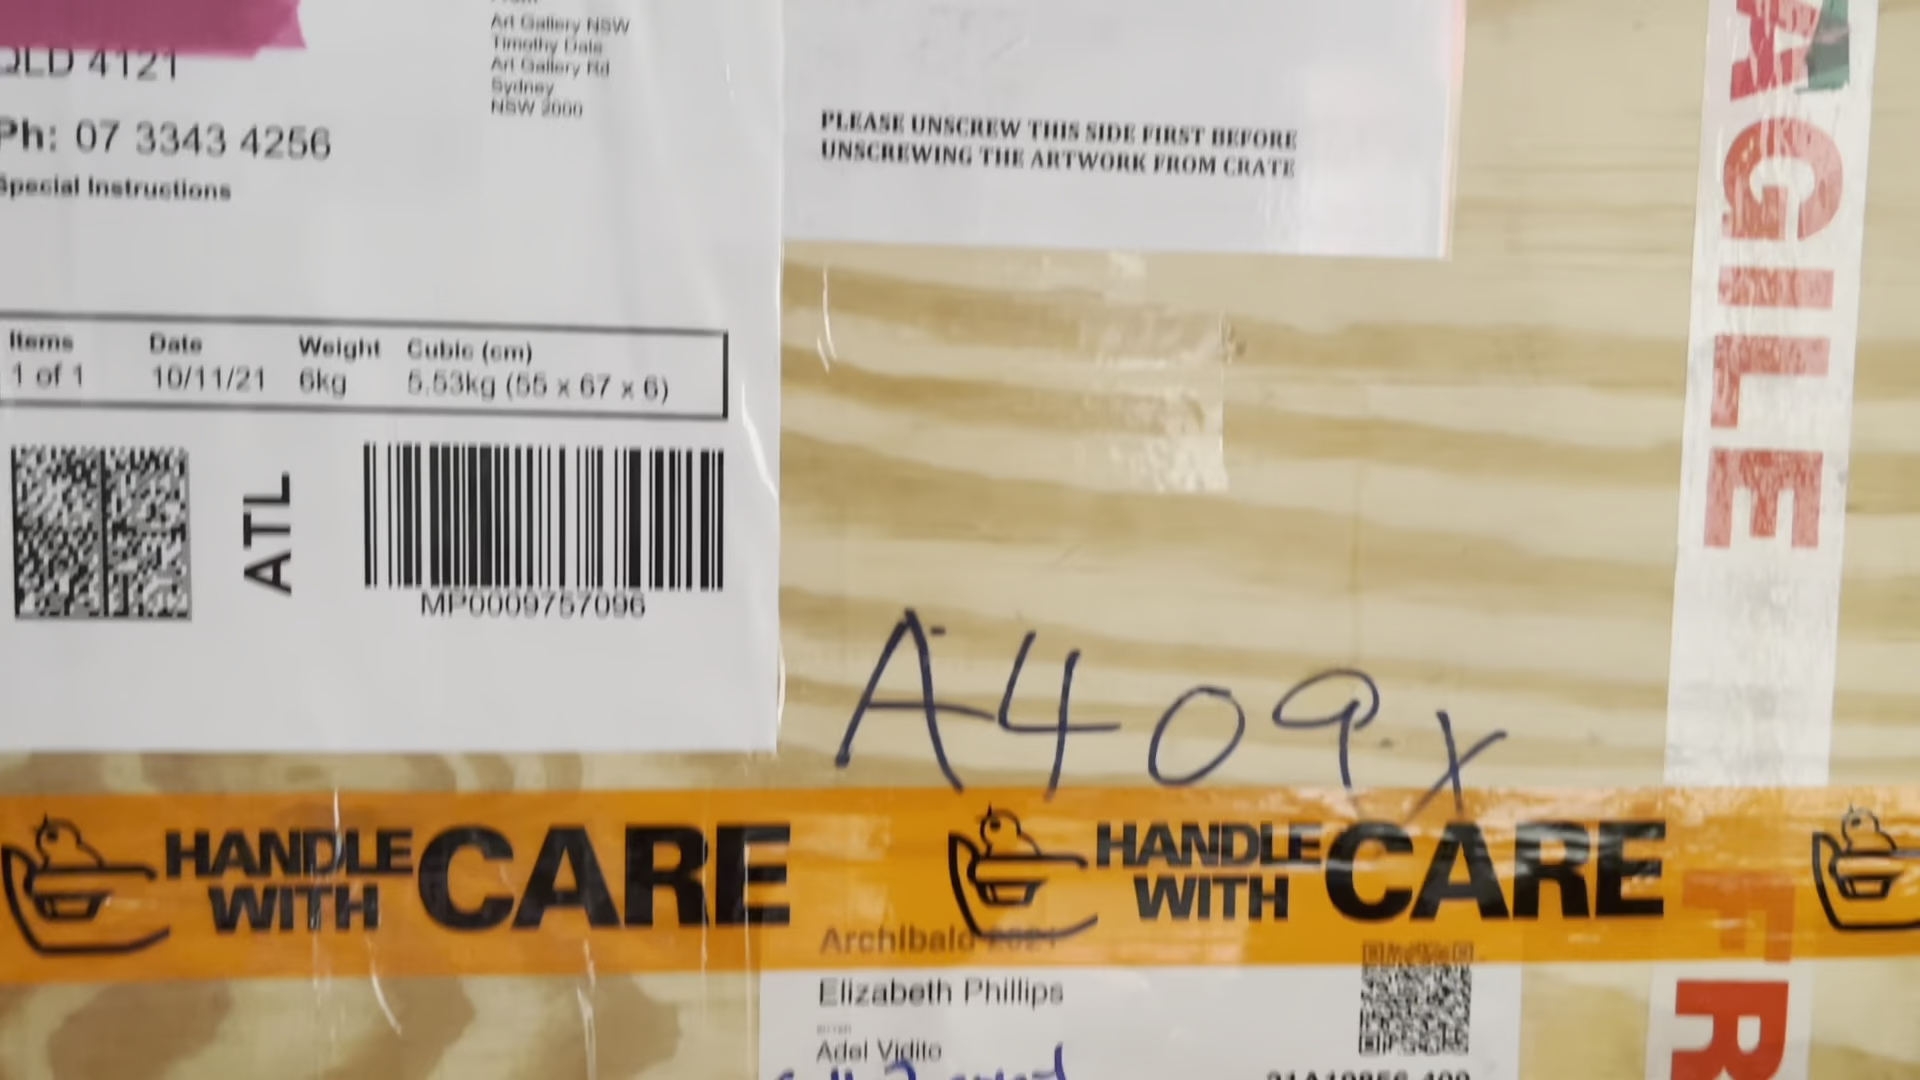 QLD 4121
Ph: 07 3343 4256
Special Instructions
Art Gallery NSW
Timothy Dale
Art Gallery Rd
Sydney
NSW 2000
PLEASE UNSCREW THIS SIDE FIRST BEFORE
UNSCREWING THE ARTWORK FROM CRATE
Items Date Weight Cubic (cm)
1 of 1 10/11/21 6kg 5.53kg (55 x 67 x 6)
ATL
MP0009757096
A409x
FRAGILE
HANDLE WITH CARE
HANDLE WITH CARE
Archibald 2021
Elizabeth Phillips
Adel Vidito